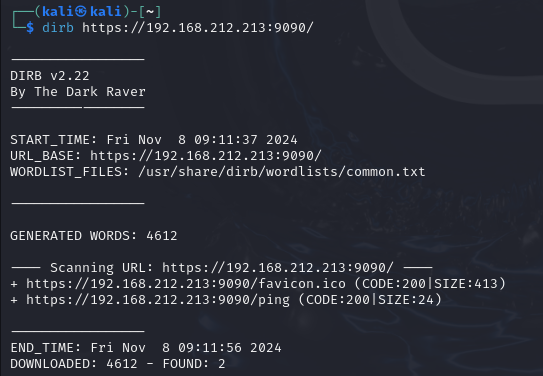 ┌──(kali㉿kali)-[~]
└─$ dirb https://192.168.212.213:9090/
-----------------
DIRB v2.22
By The Dark Raver
-----------------
START_TIME: Fri Nov  8 09:11:37 2024
URL_BASE: https://192.168.212.213:9090/
WORDLIST_FILES: /usr/share/dirb/wordlists/common.txt
-----------------
GENERATED WORDS: 4612
---- Scanning URL: https://192.168.212.213:9090/ ----
+ https://192.168.212.213:9090/favicon.ico (CODE:200|SIZE:413)
+ https://192.168.212.213:9090/ping (CODE:200|SIZE:24)
-----------------
END_TIME: Fri Nov  8 09:11:56 2024
DOWNLOADED: 4612 - FOUND: 2